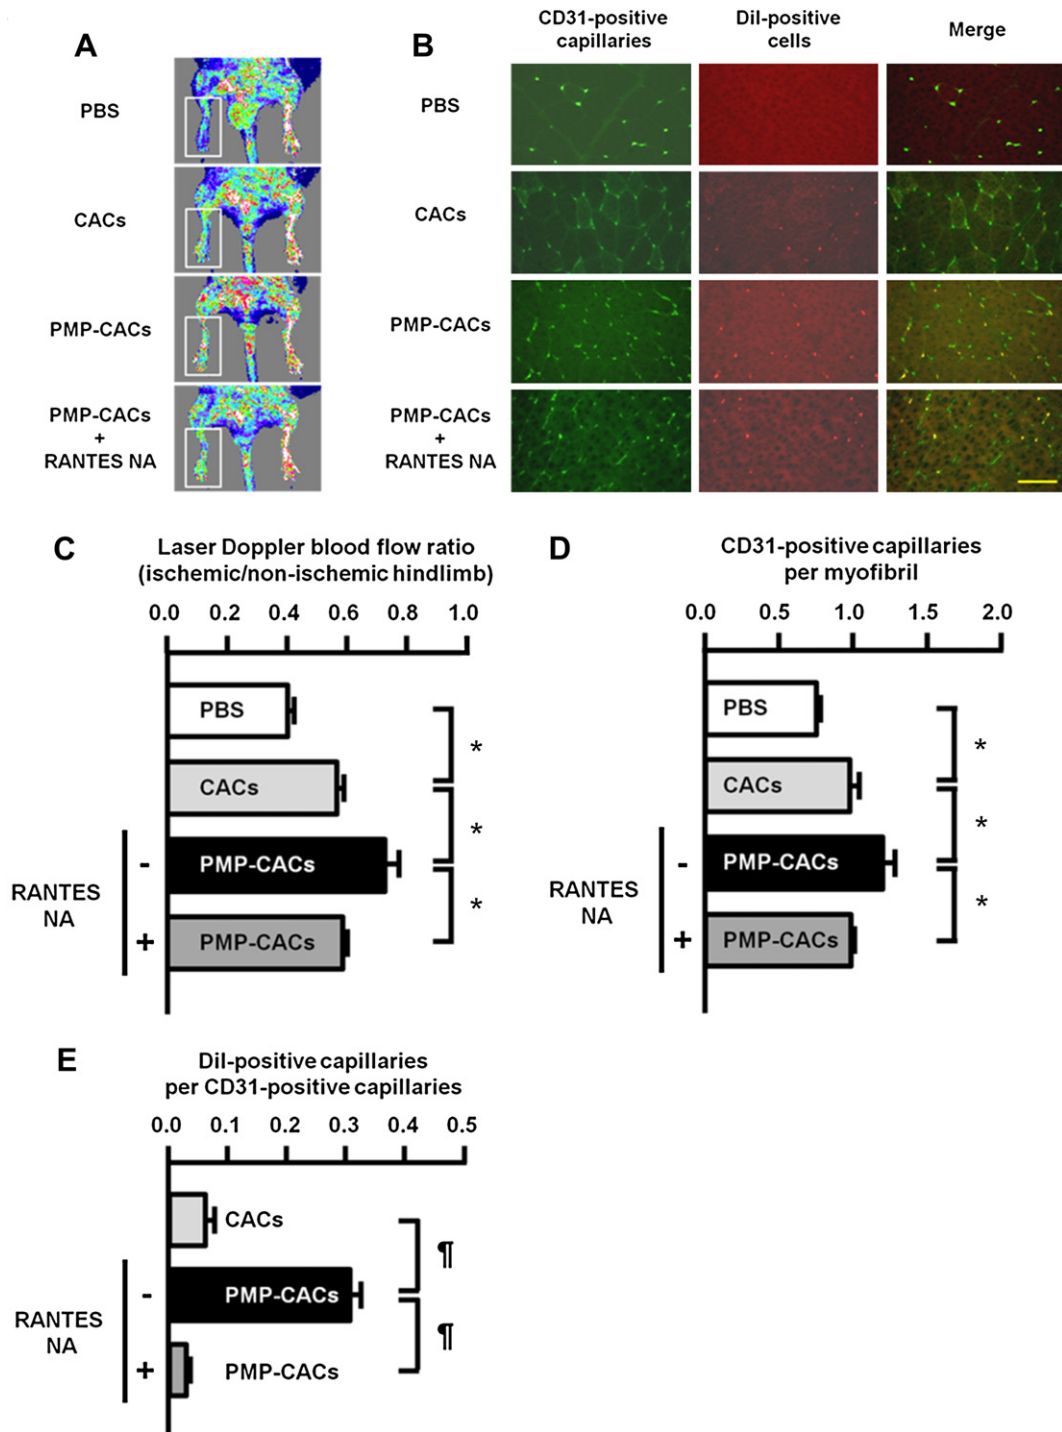 A
PBS
CACs
PMP-CACs
PMP-CACs
+
RANTES NA
B
CD31-positive
capillaries
DiI-positive
cells
Merge
PBS
CACs
PMP-CACs
PMP-CACs
+
RANTES NA
C
Laser Doppler blood flow ratio
(ischemic/non-ischemic hindlimb)
0.0 0.2 0.4 0.6 0.8 1.0
PBS
*
CACs
*
RANTES
NA
-
PMP-CACs
*
+
PMP-CACs
D
CD31-positive capillaries
per myofibril
0.0 0.5 1.0 1.5 2.0
PBS
*
CACs
*
RANTES
NA
-
PMP-CACs
*
+
PMP-CACs
E
DiI-positive capillaries
per CD31-positive capillaries
0.0 0.1 0.2 0.3 0.4 0.5
CACs
¶
RANTES
NA
-
PMP-CACs
¶
+
PMP-CACs